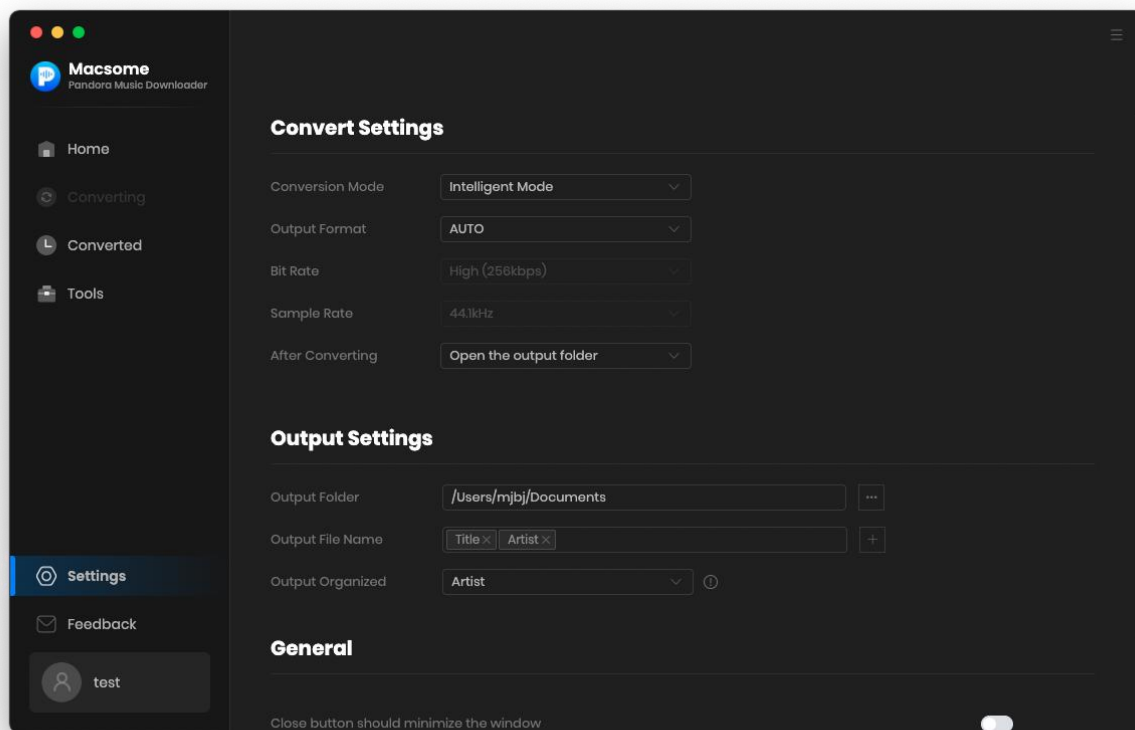 Macsome
Pandora Music Downloader
Home
Converting
Converted
Tools
Settings
Feedback
test
Convert Settings
Conversion Mode Intelligent Mode
Output Format AUTO
Bit Rate High (256kbps)
Sample Rate 44.1kHz
After Converting Open the output folder
Output Settings
Output Folder /Users/mjbj/Documents ...
Output File Name Title × Artist × +
Output Organized Artist
General
Close button should minimize the window